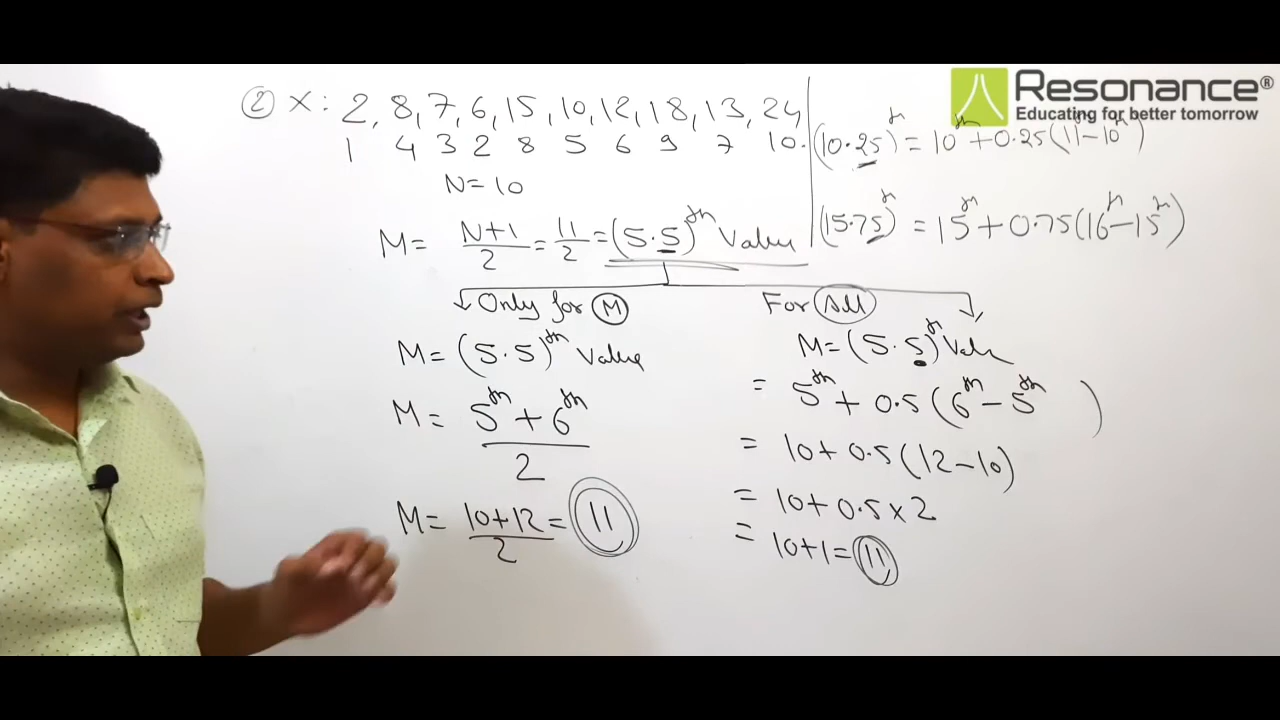 Resonance®
Educating for better tomorrow
② X: 2, 8, 7, 6, 15, 10, 12, 18, 13, 24,
1 4 3 2 8 5 6 9 7 10.
N=10
M= N+1/2 = 11/2 = (5.5)th Value
(10.25)th = 10th + 0.25(11th-10th)
(15.75)th = 15th + 0.75(16th-15th)
Only for Ⓜ
M= (5.5)th Value
M= 5th + 6th / 2
M= 10+12/2 = 11
For All
M= (5.5)th Value
= 5th + 0.5(6th - 5th)
= 10+ 0.5(12-10)
= 10+ 0.5×2
= 10+1= 11